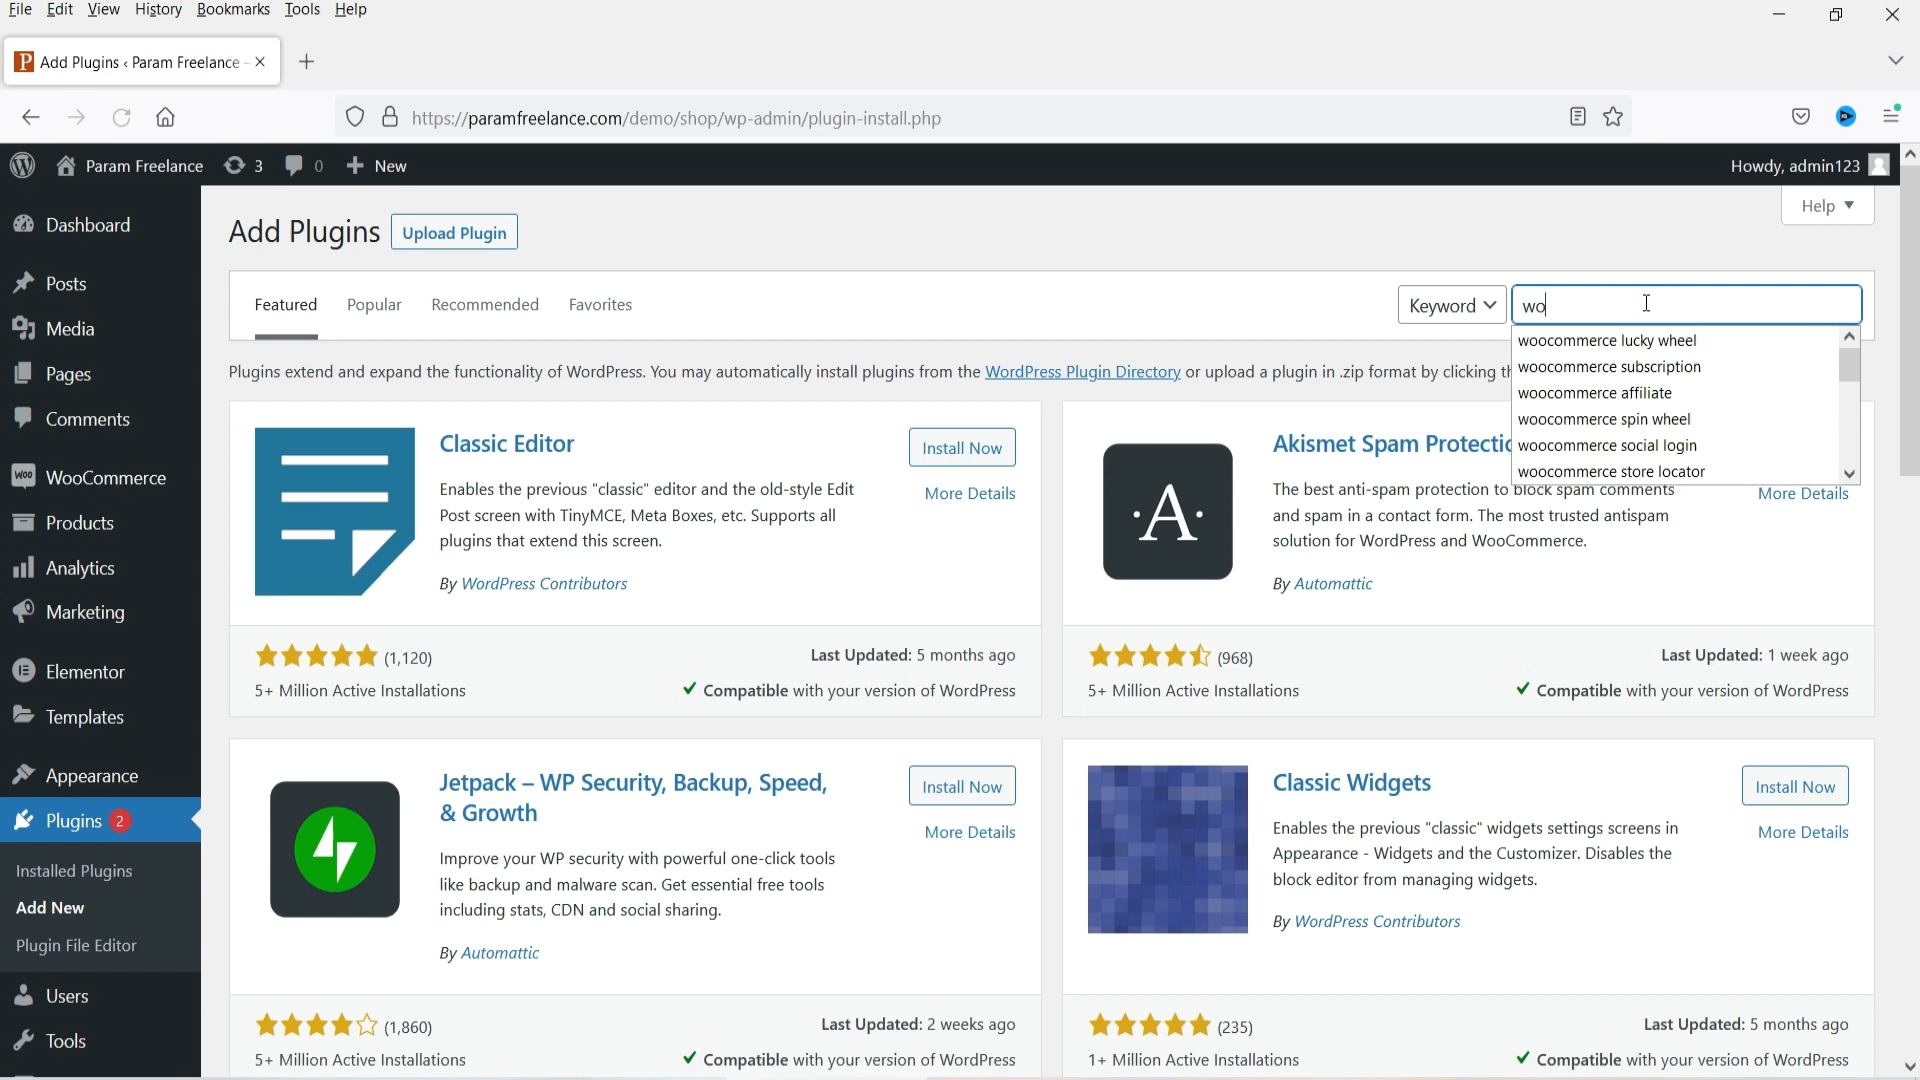 File Edit View History Bookmarks Tools Help
Add Plugins ‹ Param Freelance –
https://paramfreelance.com/demo/shop/wp-admin/plugin-install.php
Param Freelance 3 0 + New Howdy, admin123
Dashboard
Posts
Media
Pages
Comments
WooCommerce
Products
Analytics
Marketing
Elementor
Templates
Appearance
Plugins 2
Installed Plugins
Add New
Plugin File Editor
Users
Tools
Help
Add Plugins Upload Plugin
Featured Popular Recommended Favorites Keyword wo
woocommerce lucky wheel
woocommerce subscription
woocommerce affiliate
woocommerce spin wheel
woocommerce social login
woocommerce store locator
Plugins extend and expand the functionality of WordPress. You may automatically install plugins from the WordPress Plugin Directory or upload a plugin in .zip format by clicking
Classic Editor
Install Now
More Details
Enables the previous "classic" editor and the old-style Edit
Post screen with TinyMCE, Meta Boxes, etc. Supports all
plugins that extend this screen.
By WordPress Contributors
(1,120)
Last Updated: 5 months ago
5+ Million Active Installations
Compatible with your version of WordPress
·A·
Akismet Spam
More Details
The best anti-spam protection to block spam comments
and spam in a contact form. The most trusted antispam
solution for WordPress and WooCommerce.
By Automattic
(968)
Last Updated: 1 week ago
5+ Million Active Installations
Compatible with your version of WordPress
Jetpack – WP Security, Backup, Speed,
& Growth
Install Now
More Details
Improve your WP security with powerful one-click tools
like backup and malware scan. Get essential free tools
including stats, CDN and social sharing.
By Automattic
(1,860)
Last Updated: 2 weeks ago
5+ Million Active Installations
Compatible with your version of WordPress
Classic Widgets
Install Now
More Details
Enables the previous "classic" widgets settings screens in
Appearance - Widgets and the Customizer. Disables the
block editor from managing widgets.
By WordPress Contributors
(235)
Last Updated: 5 months ago
1+ Million Active Installations
Compatible with your version of WordPress